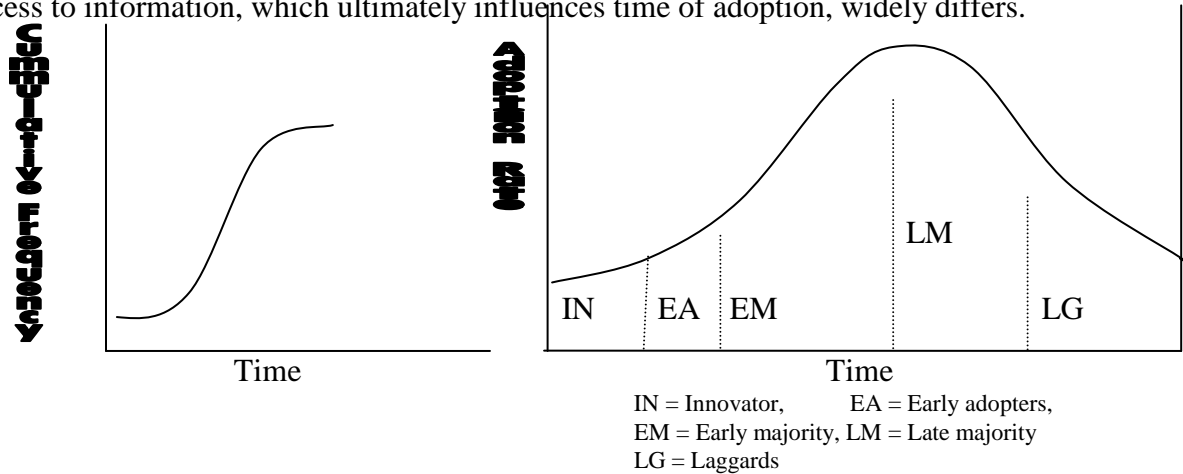 cess to information, which ultimately influences time of adoption, widely differs.
Cummulative Frequency
Adoption Rate
LM
IN EA EM LG
Time Time
IN = Innovator, EA = Early adopters,
EM = Early majority, LM = Late majority
LG = Laggards